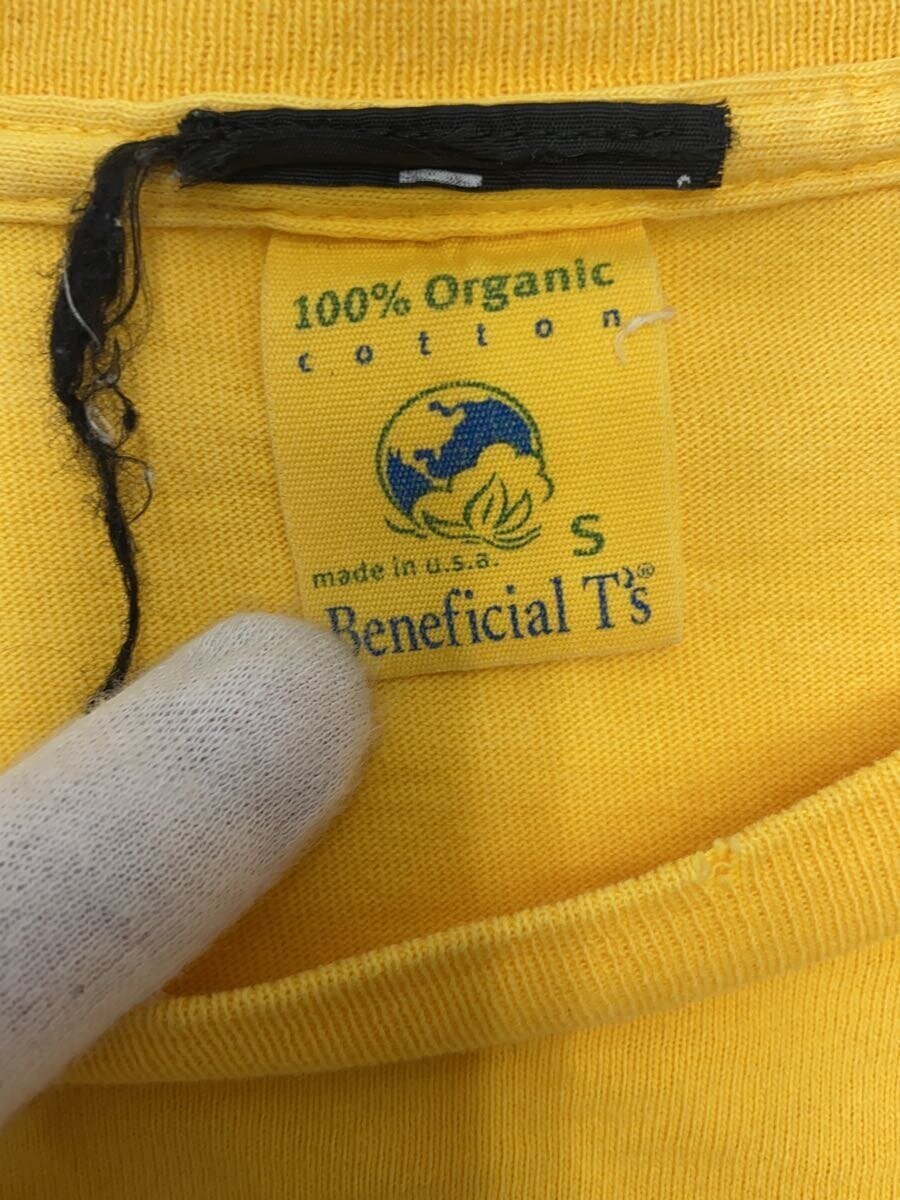 100% Organic
cotton
S
made in u.s.a.
Beneficial T's®